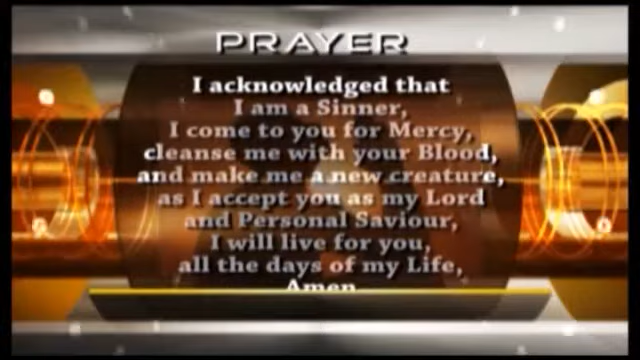 PRAYER
I acknowledged that
I am a Sinner,
I come to you for Mercy,
cleanse me with your Blood,
and make me a new creature,
as I accept you as my Lord
and Personal Saviour,
I will live for you,
all the days of my Life,
Amen